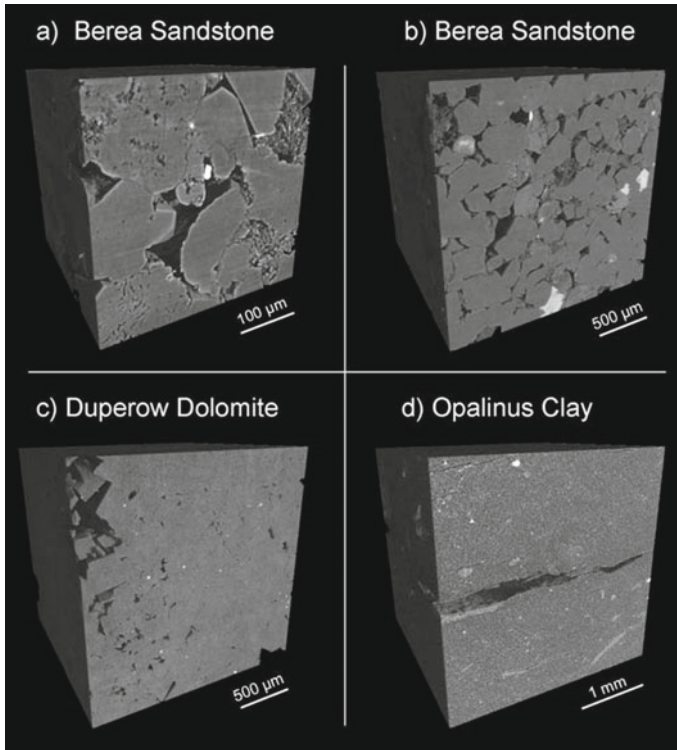 a) Berea Sandstone
100 µm
b) Berea Sandstone
500 µm
c) Duperow Dolomite
500 µm
d) Opalinus Clay
1 mm